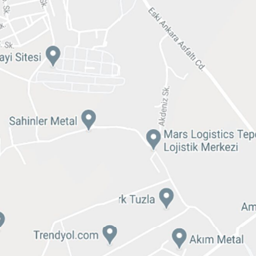 Sk.
ayi Sitesi
Eski Ankara Asfaltı Cd
Akdeniz Sk.
Sahinler Metal
Mars Logistics Tepe
Lojistik Merkezi
rk Tuzla
Am
Trendyol.com
Akım Metal